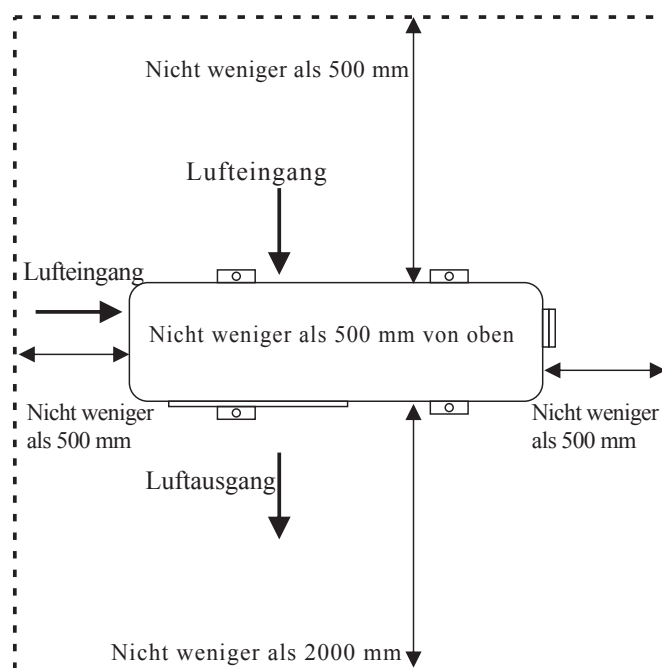 Nicht weniger als 500 mm
Lufteingang
Lufteingang
Nicht weniger als 500 mm von oben
Nicht weniger
als 500 mm
Nicht weniger
als 500 mm
Luftausgang
Nicht weniger als 2000 mm